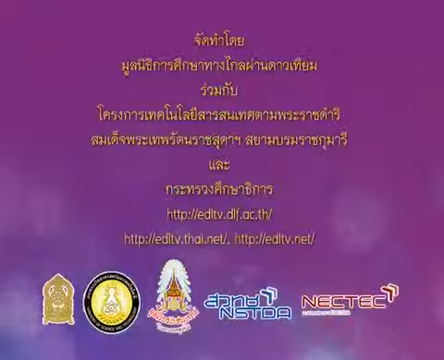 จัดทำโดย
มูลนิธิการศึกษาทางไกลผ่านดาวเทียม
ร่วมกับ
โครงการเทคโนโลยีสารสนเทศตามพระราชดำริ
สมเด็จพระเทพรัตนราชสุดาฯ สยามบรมราชกุมารี
และ
กระทรวงศึกษาธิการ
http://edltv.dlf.ac.th/
http://edltv.thai.net/, http://edltv.net/
สวทช NECTEC
NSTDA